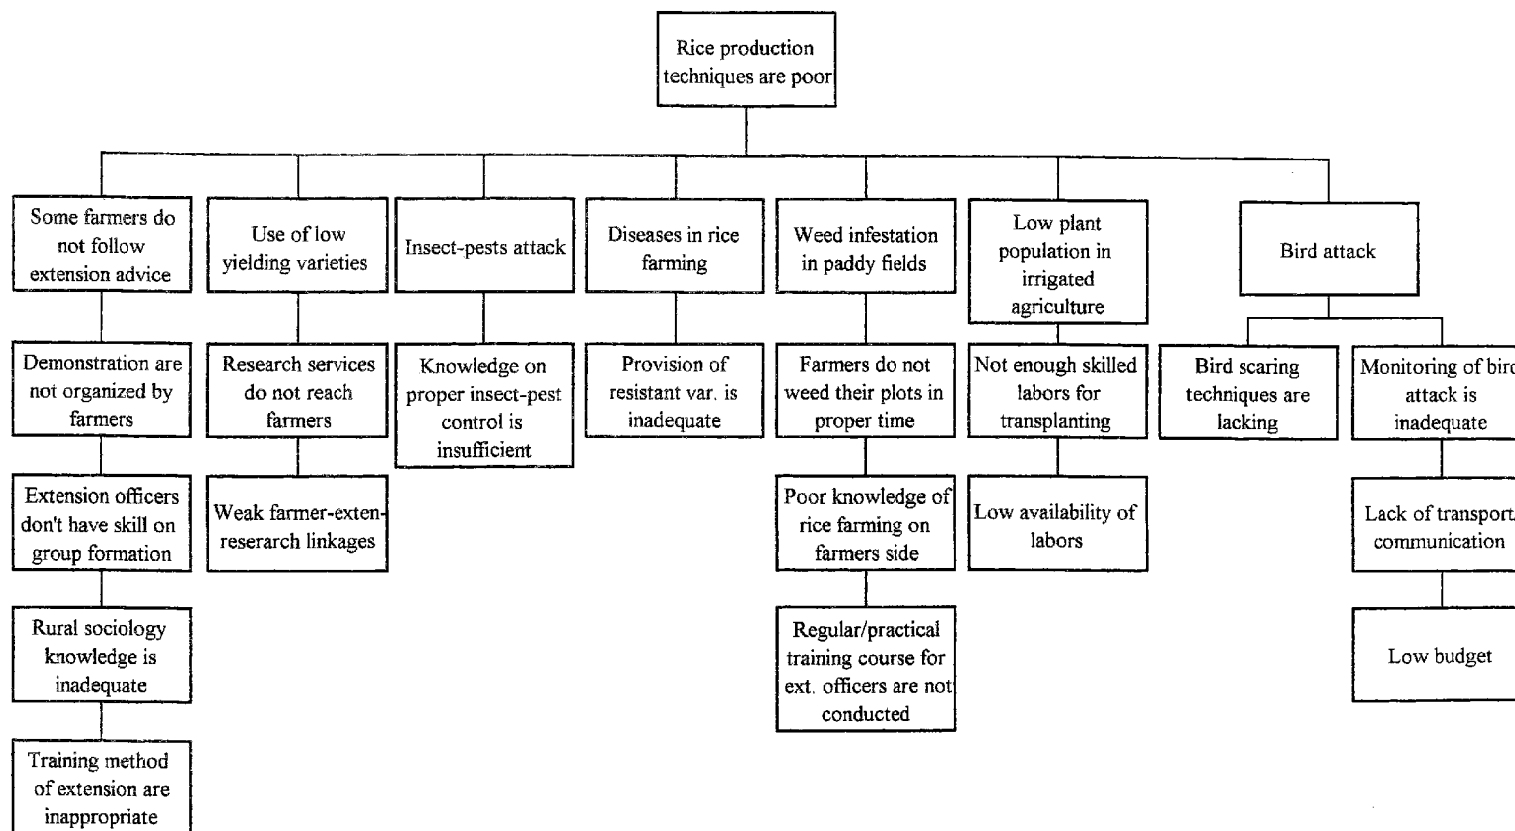 Rice production
techniques are poor
Some farmers do
not follow
extension advice
Use of low
yielding varieties
Insect-pests attack
Diseases in rice
farming
Weed infestation
in paddy fields
Low plant
population in
irrigated
agriculture
Bird attack
Demonstration are
not organized by
farmers
Research services
do not reach
farmers
Knowledge on
proper insect-pest
control is
insufficient
Provision of
resistant var. is
inadequate
Farmers do not
weed their plots in
proper time
Not enough skilled
labors for
transplanting
Bird scaring
techniques are
lacking
Monitoring of bird
attack is
inadequate
Extension officers
don't have skill on
group formation
Weak farmer-exten-
reserarch linkages
Poor knowledge of
rice farming on
farmers side
Low availability of
labors
Lack of transport/
communication
Rural sociology
knowledge is
inadequate
Regular/practical
training course for
ext. officers are not
conducted
Low budget
Training method
of extension are
inappropriate